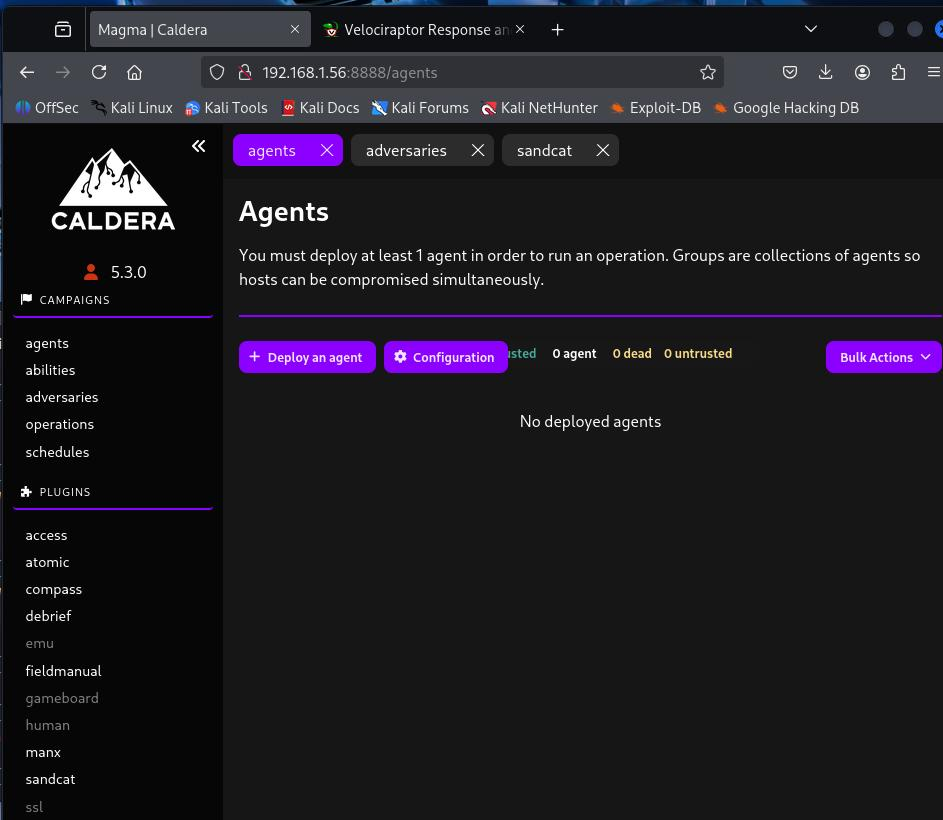 Magma | Caldera
Velociraptor Response an
192.168.1.56:8888/agents
OffSec Kali Linux Kali Tools Kali Docs Kali Forums Kali NetHunter Exploit-DB Google Hacking DB
agents adversaries sandcat
CALDERA
5.3.0
CAMPAIGNS
agents
abilities
adversaries
operations
schedules
PLUGINS
access
atomic
compass
debrief
emu
fieldmanual
gameboard
human
manx
sandcat
ssl
Agents
You must deploy at least 1 agent in order to run an operation. Groups are collections of agents so
hosts can be compromised simultaneously.
+ Deploy an agent Configuration usted 0 agent 0 dead 0 untrusted Bulk Actions
No deployed agents